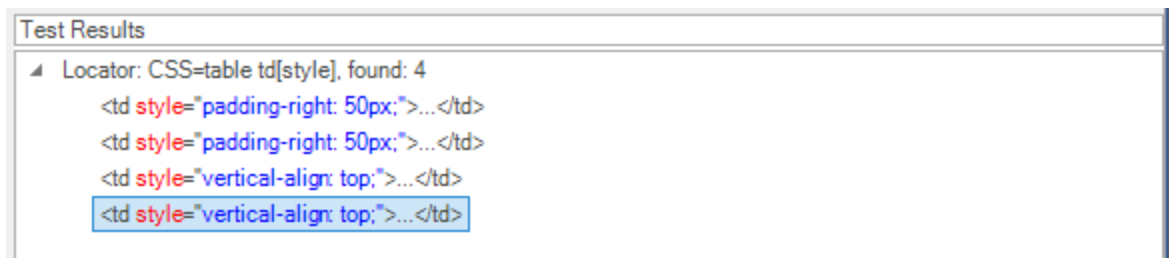 Test Results
Locator: CSS=table td[style], found: 4
<td style="padding-right: 50px;">...</td>
<td style="padding-right: 50px;">...</td>
<td style="vertical-align: top;">...</td>
<td style="vertical-align: top;">...</td>